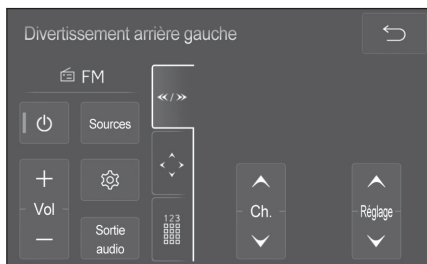 Divertissement arrière gauche
FM
Sources
+
Vol
—
Sortie
audio
123
Ch.
Réglage